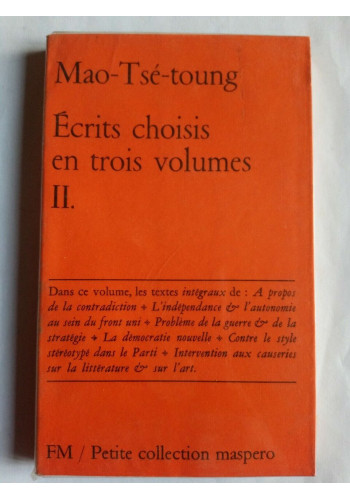 Mao-Tsé-toung
Écrits choisis
en trois volumes
II.
Dans ce volume, les textes intégraux de : A propos
de la contradiction + L'indépendance & l'autonomie
au sein du front uni + Problème de la guerre & de la
stratégie + La démocratie nouvelle + Contre le style
stéréotypé dans le Parti + Intervention aux causeries
sur la littérature & sur l'art.
FM / Petite collection maspero